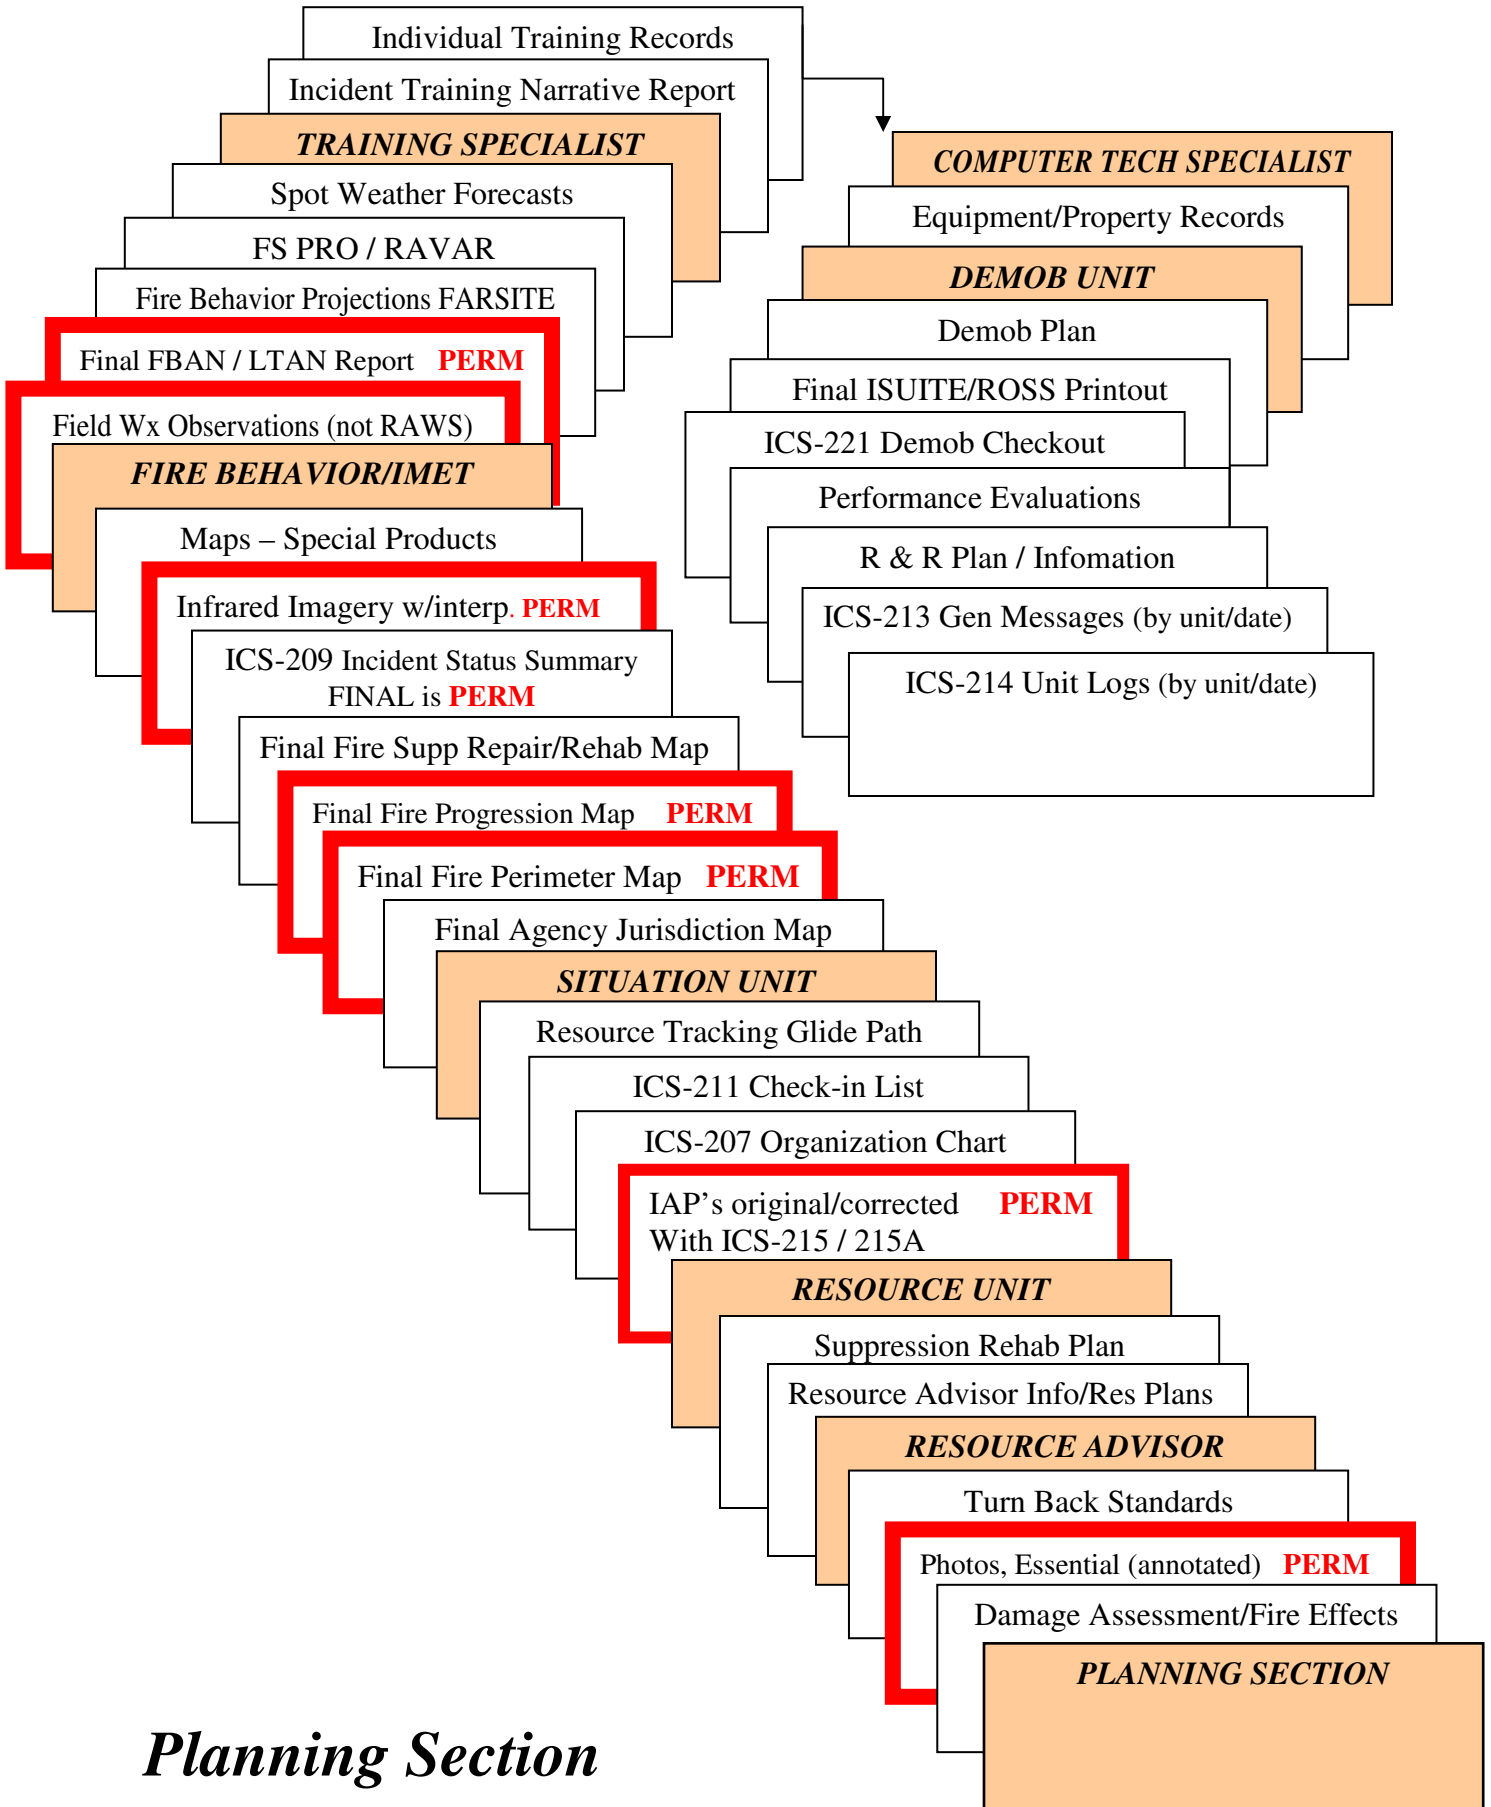 Individual Training Records
Incident Training Narrative Report
TRAINING SPECIALIST
Spot Weather Forecasts
FS PRO / RAVAR
Fire Behavior Projections FARSITE
Final FBAN / LTAN Report PERM
Field Wx Observations (not RAWS)
FIRE BEHAVIOR/IMET
Maps – Special Products
Infrared Imagery w/interp. PERM
ICS-209 Incident Status Summary
FINAL is PERM
Final Fire Supp Repair/Rehab Map
Final Fire Progression Map PERM
Final Fire Perimeter Map PERM
Final Agency Jurisdiction Map
SITUATION UNIT
Resource Tracking Glide Path
ICS-211 Check-in List
ICS-207 Organization Chart
IAP’s original/corrected PERM
With ICS-215 / 215A
RESOURCE UNIT
Suppression Rehab Plan
Resource Advisor Info/Res Plans
RESOURCE ADVISOR
Turn Back Standards
Photos, Essential (annotated) PERM
Damage Assessment/Fire Effects
PLANNING SECTION
COMPUTER TECH SPECIALIST
Equipment/Property Records
DEMOB UNIT
Demob Plan
Final ISUITE/ROSS Printout
ICS-221 Demob Checkout
Performance Evaluations
R & R Plan / Infomation
ICS-213 Gen Messages (by unit/date)
ICS-214 Unit Logs (by unit/date)
Planning Section